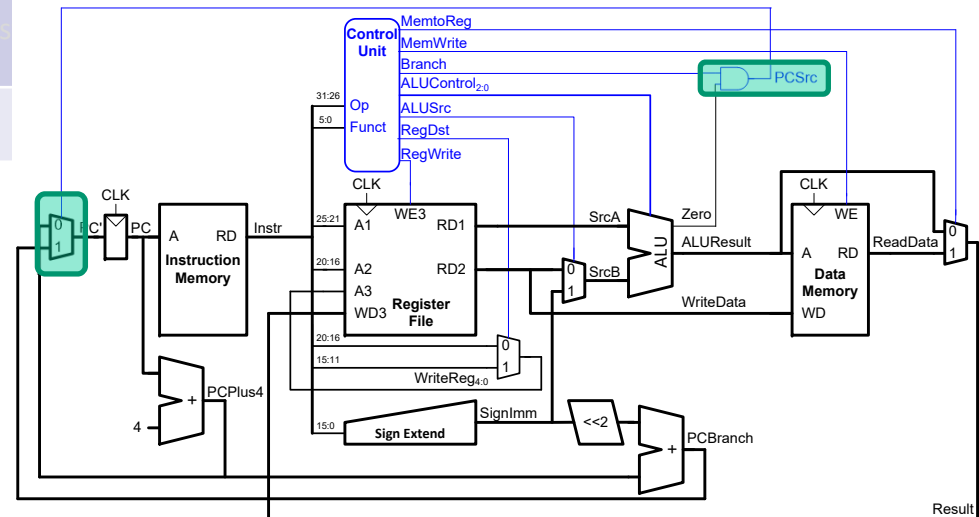 S
MemtoReg
Control
Unit
MemWrite
Branch
PCSrc
ALUControl2:0
31:26
Op
ALUSrc
5:0
Funct
RegDst
RegWrite
CLK
CLK
CLK
0
1
C'
PC
A
RD
Instruction
Memory
Instr
25:21
A1
WE3
RD1
SrcA
Zero
WE
20:16
A2
RD2
0
1
SrcB
ALU
ALUResult
A
RD
ReadData
0
1
A3
Register
File
WD3
Data
Memory
WriteData
WD
20:16
0
15:11
1
WriteReg4:0
PCPlus4
+
4
15:0
Sign Extend
SignImm
<<2
+
PCBranch
Result